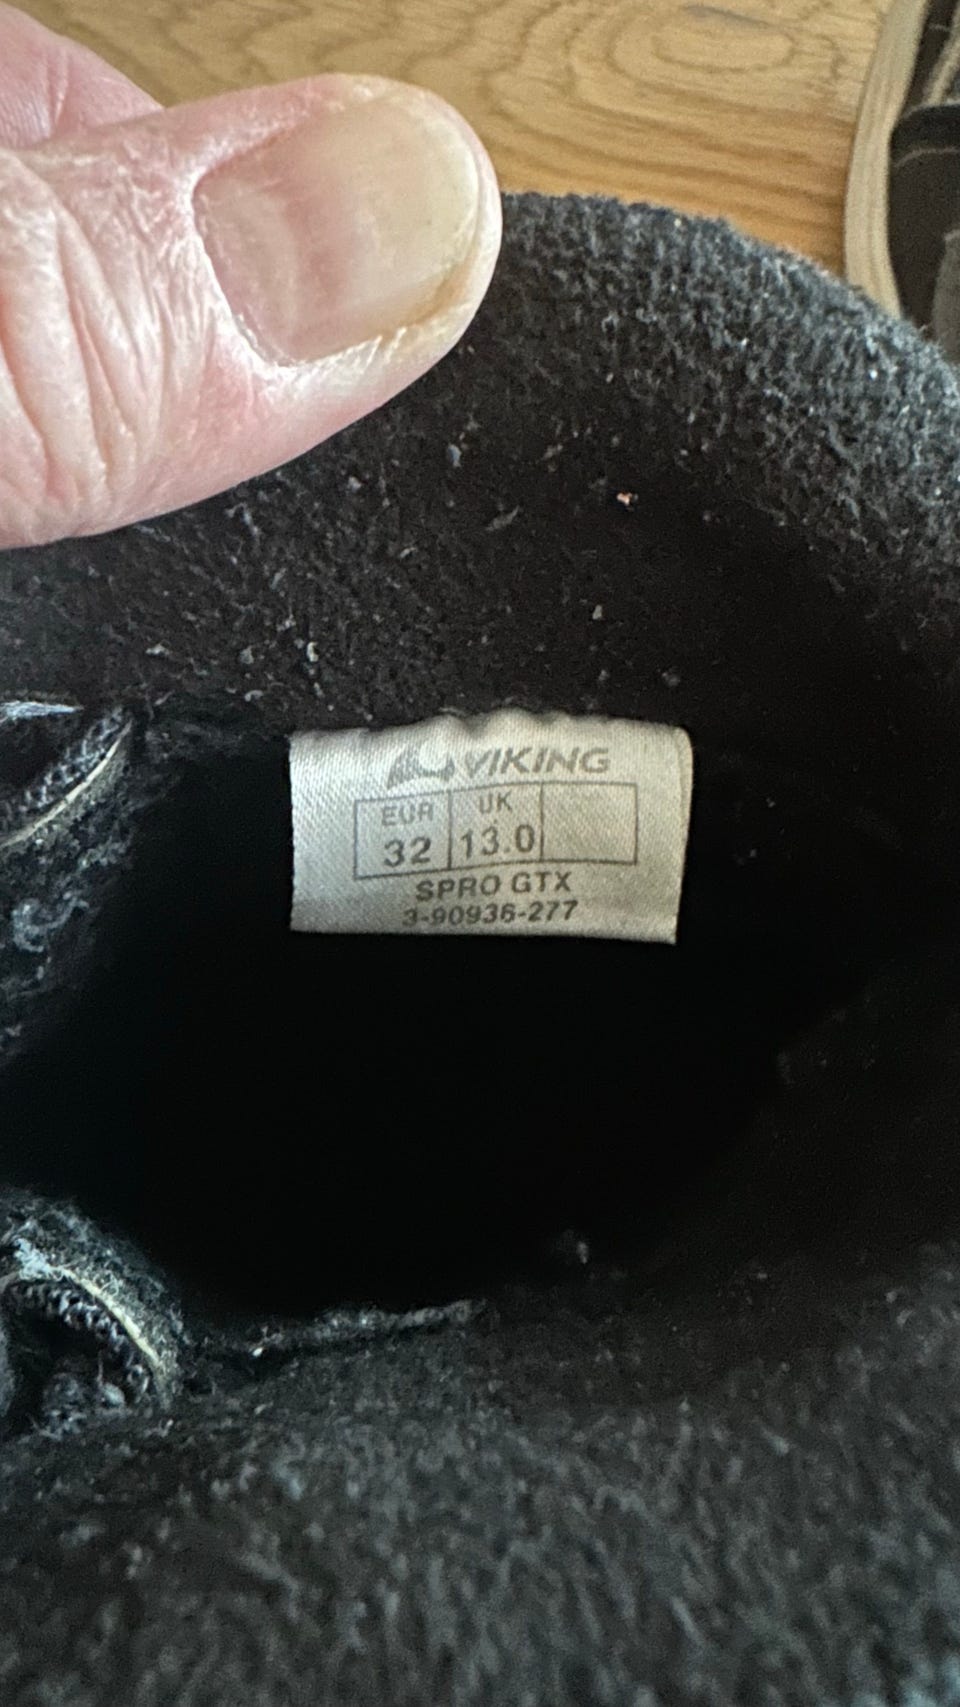 VIKING
EUR UK
32 13.0
SPRO GTX
3-90936-277